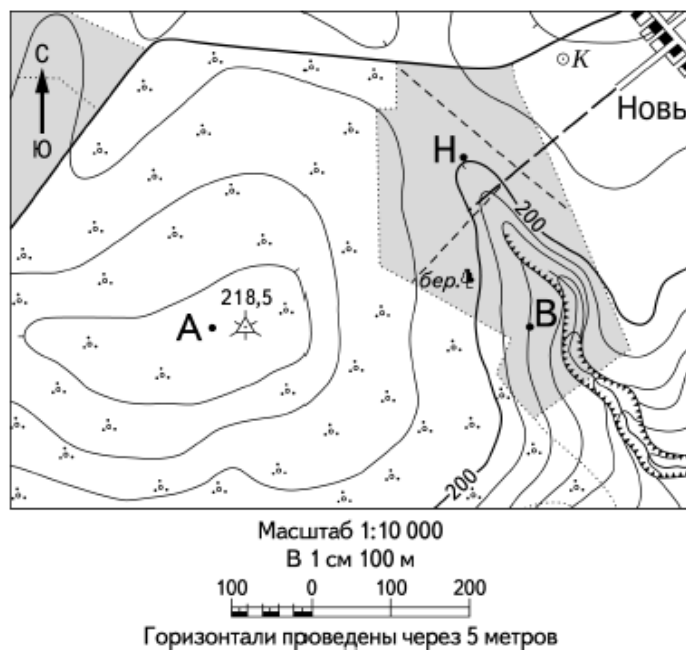 С
К
Ю
Новы
Н
200
бер.
218,5
А
В
200
Масштаб 1:10 000
В 1 см 100 м
100 0 100 200
Горизонтали проведены через 5 метров